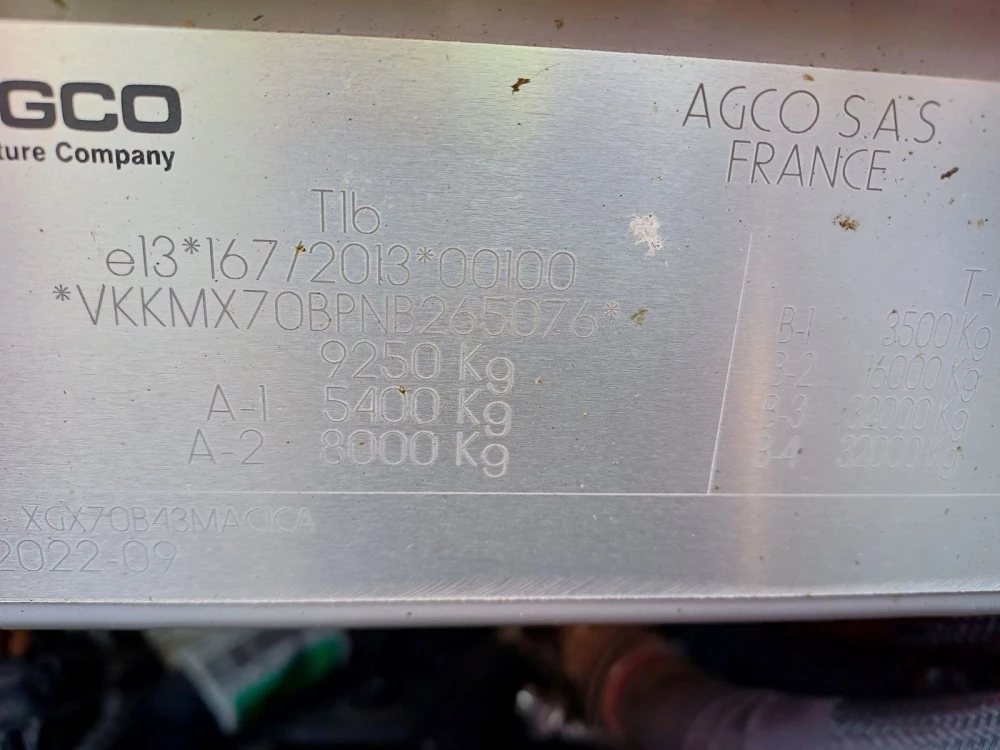 GCO
ture Company
AGCO S.A.S.
FRANCE
T1b
e13*167/2013*00100
*VKKMX70BPNB265076*
9250 Kg
A-1 5400 Kg
A-2 8000 Kg
T-
B-1 3500 Kg
B-2 16000 Kg
B-3 32000 Kg
B-4 32000 Kg
XGX70B43MACICA
2022-09